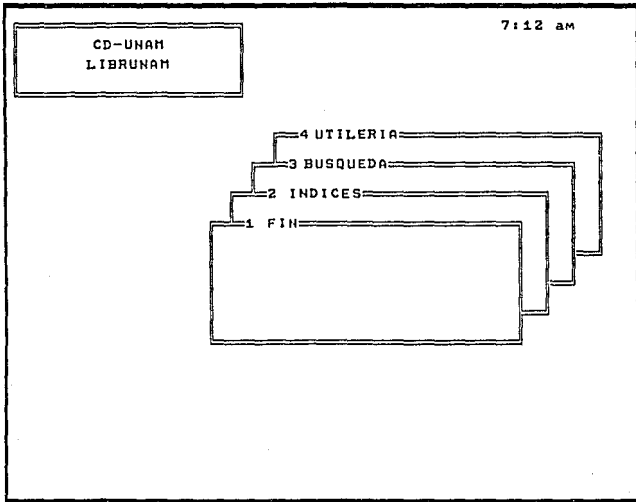 7:12 am
CD-UNAM
LIBRUNAM
4 UTILERIA
3 BUSQUEDA
2 INDICES
1 FIN